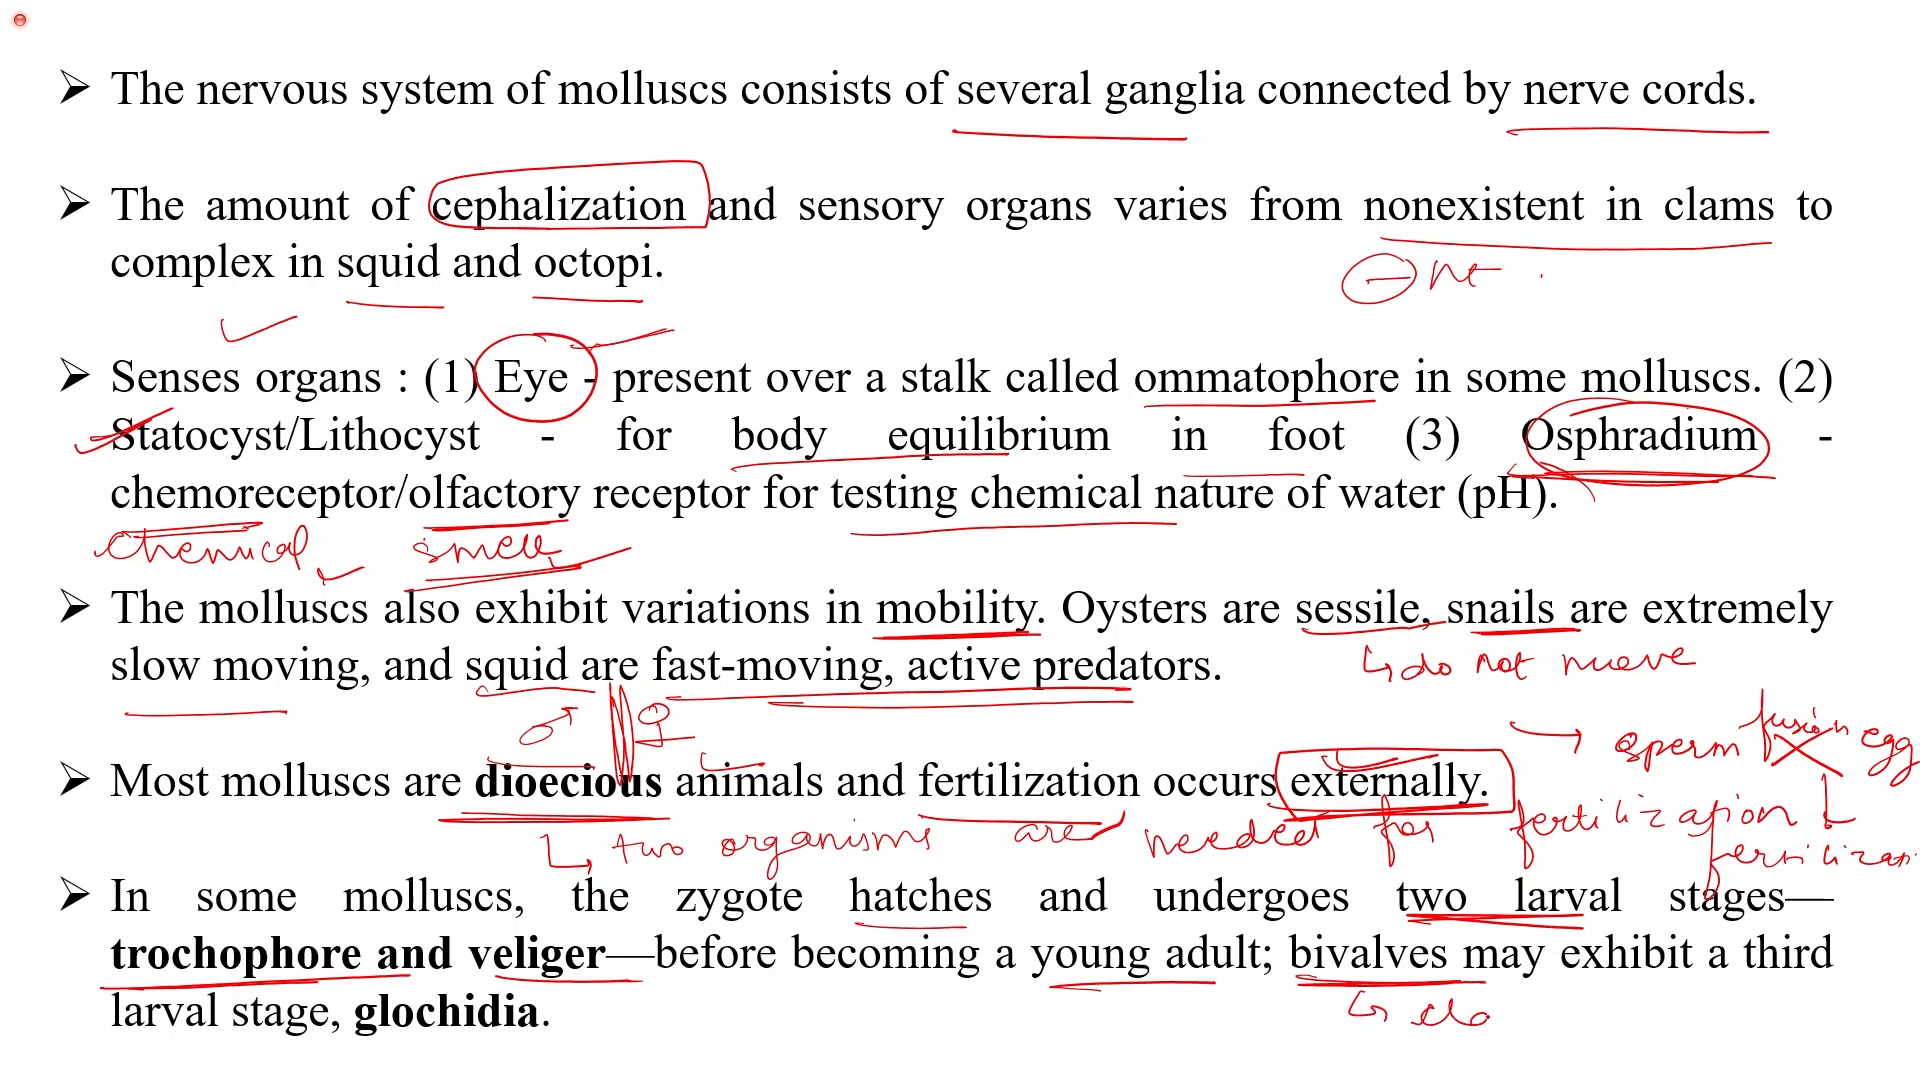 ➢ The nervous system of molluscs consists of several ganglia connected by nerve cords.
➢ The amount of cephalization and sensory organs varies from nonexistent in clams to
complex in squid and octopi.
➢ Senses organs : (1) Eye - present over a stalk called ommatophore in some molluscs. (2)
Statocyst/Lithocyst - for body equilibrium in foot (3) Osphradium -
chemoreceptor/olfactory receptor for testing chemical nature of water (pH).
chemical smell
➢ The molluscs also exhibit variations in mobility. Oysters are sessile, snails are extremely
slow moving, and squid are fast-moving, active predators.
do not move
♂ ♀
sperm fusion egg
➢ Most molluscs are dioecious animals and fertilization occurs externally.
two organisms are needed for fertilization
➢ In some molluscs, the zygote hatches and undergoes two larval stages—
trochophore and veliger—before becoming a young adult; bivalves may exhibit a third
larval stage, glochidia.